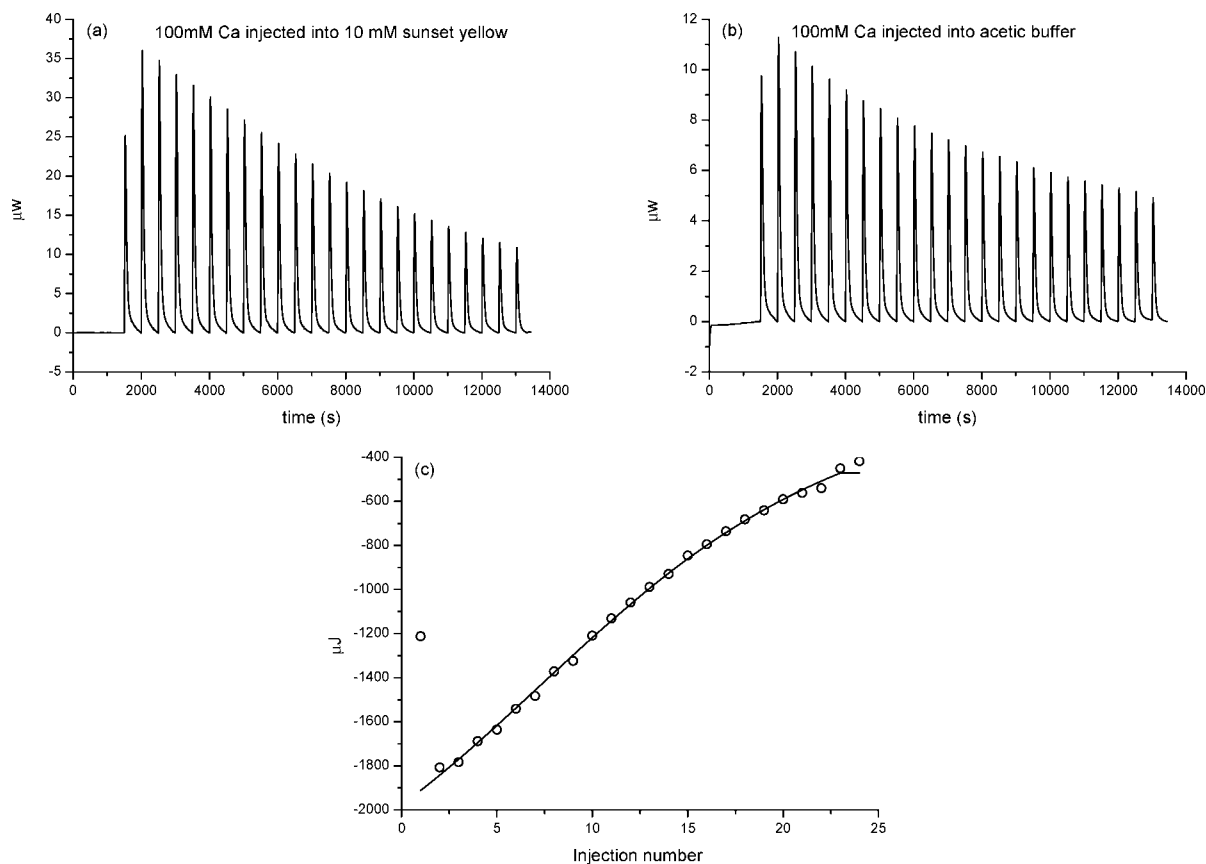 (a) 100mM Ca injected into 10 mM sunset yellow
40
35
30
25
20
15
10
5
0
-5
μw
0 2000 4000 6000 8000 10000 12000 14000
time (s)
(b) 100mM Ca injected into acetic buffer
12
10
8
6
4
2
0
-2
μw
0 2000 4000 6000 8000 10000 12000 14000
time (s)
(c)
-400
-600
-800
-1000
-1200
-1400
-1600
-1800
-2000
μJ
0 5 10 15 20 25
Injection number